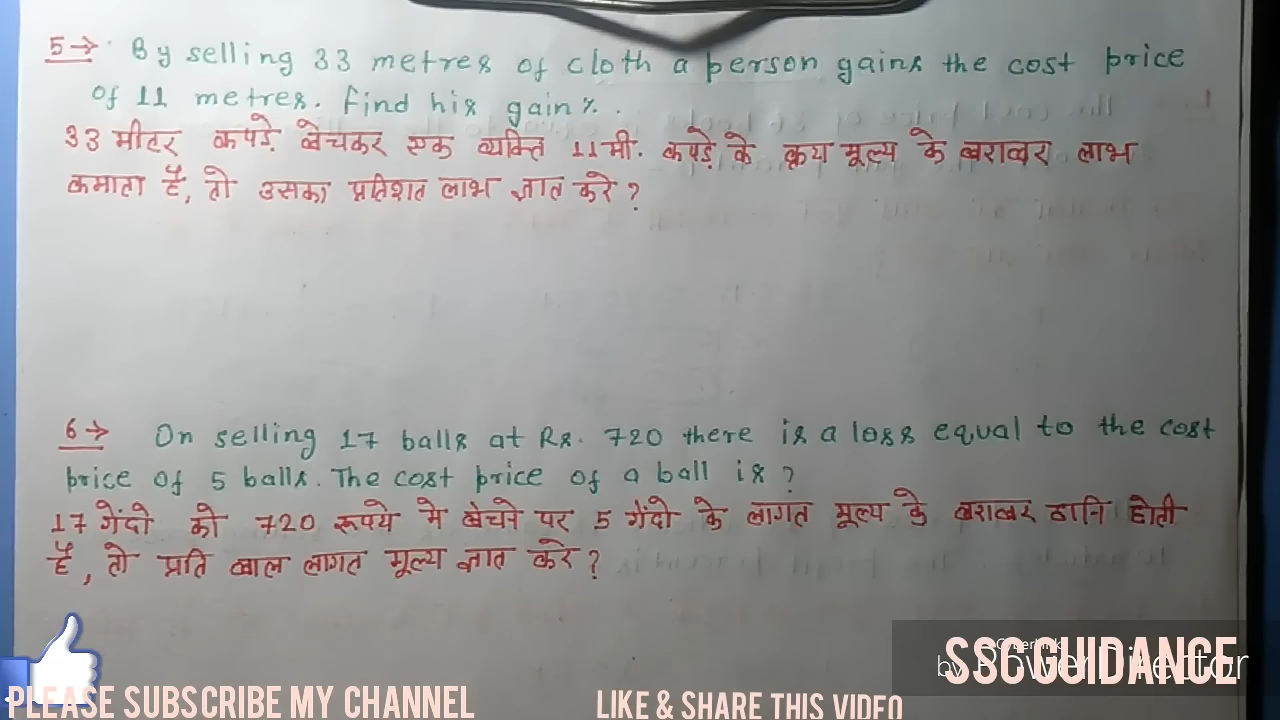 5→ By selling 33 metres of cloth a person gains the cost price
of 11 metres. Find his gain%.
33 मीटर कपड़े बेचकर एक व्यक्ति 11मी. कपड़े के क्रय मूल्य के बराबर लाभ
कमाता है, तो उसका प्रतिशत लाभ ज्ञात करे?
6→ On selling 17 balls at Rs. 720 there is a loss equal to the cost
price of 5 balls. The cost price of a ball is?
17 गेंदो को 720 रूपये मे बेचने पर 5 गेंदो के लागत मूल्य के बराबर हानि होती
है, तो प्रति बाल लागत मूल्य ज्ञात करे?
SSC GUIDANCE
by PowerDirector
PLEASE SUBSCRIBE MY CHANNEL
LIKE & SHARE THIS VIDEO